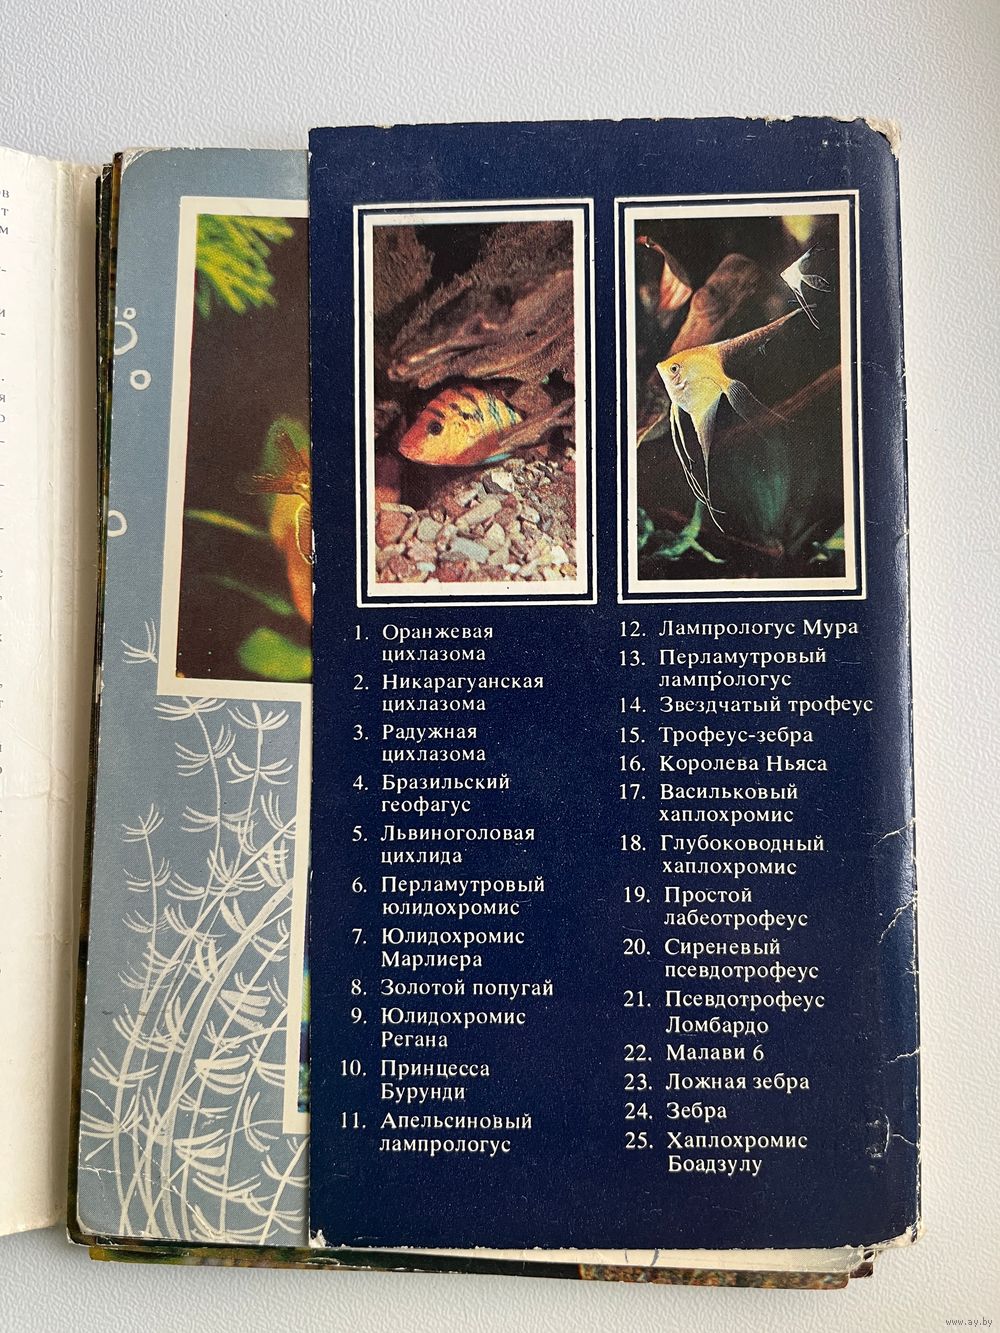 ов
т
м
1. Оранжевая
цихлазома
2. Никарагуанская
цихлазома
3. Радужная
цихлазома
4. Бразильский
геофагус
5. Львиноголовая
цихлида
6. Перламутровый
юлидохромис
7. Юлидохромис
Марлиера
8. Золотой попугай
9. Юлидохромис
Регана
10. Принцесса
Бурунди
11. Апельсиновый
лампрологус
12. Лампрологус Мура
13. Перламутровый
лампрологус
14. Звездчатый трофеус
15. Трофеус-зебра
16. Королева Ньяса
17. Васильковый
хаплохромис
18. Глубоководный
хаплохромис
19. Простой
лабеотрофеус
20. Сиреневый
псевдотрофеус
21. Псевдотрофеус
Ломбардо
22. Малави 6
23. Ложная зебра
24. Зебра
25. Хаплохромис
Боадзулу
www.ay.by